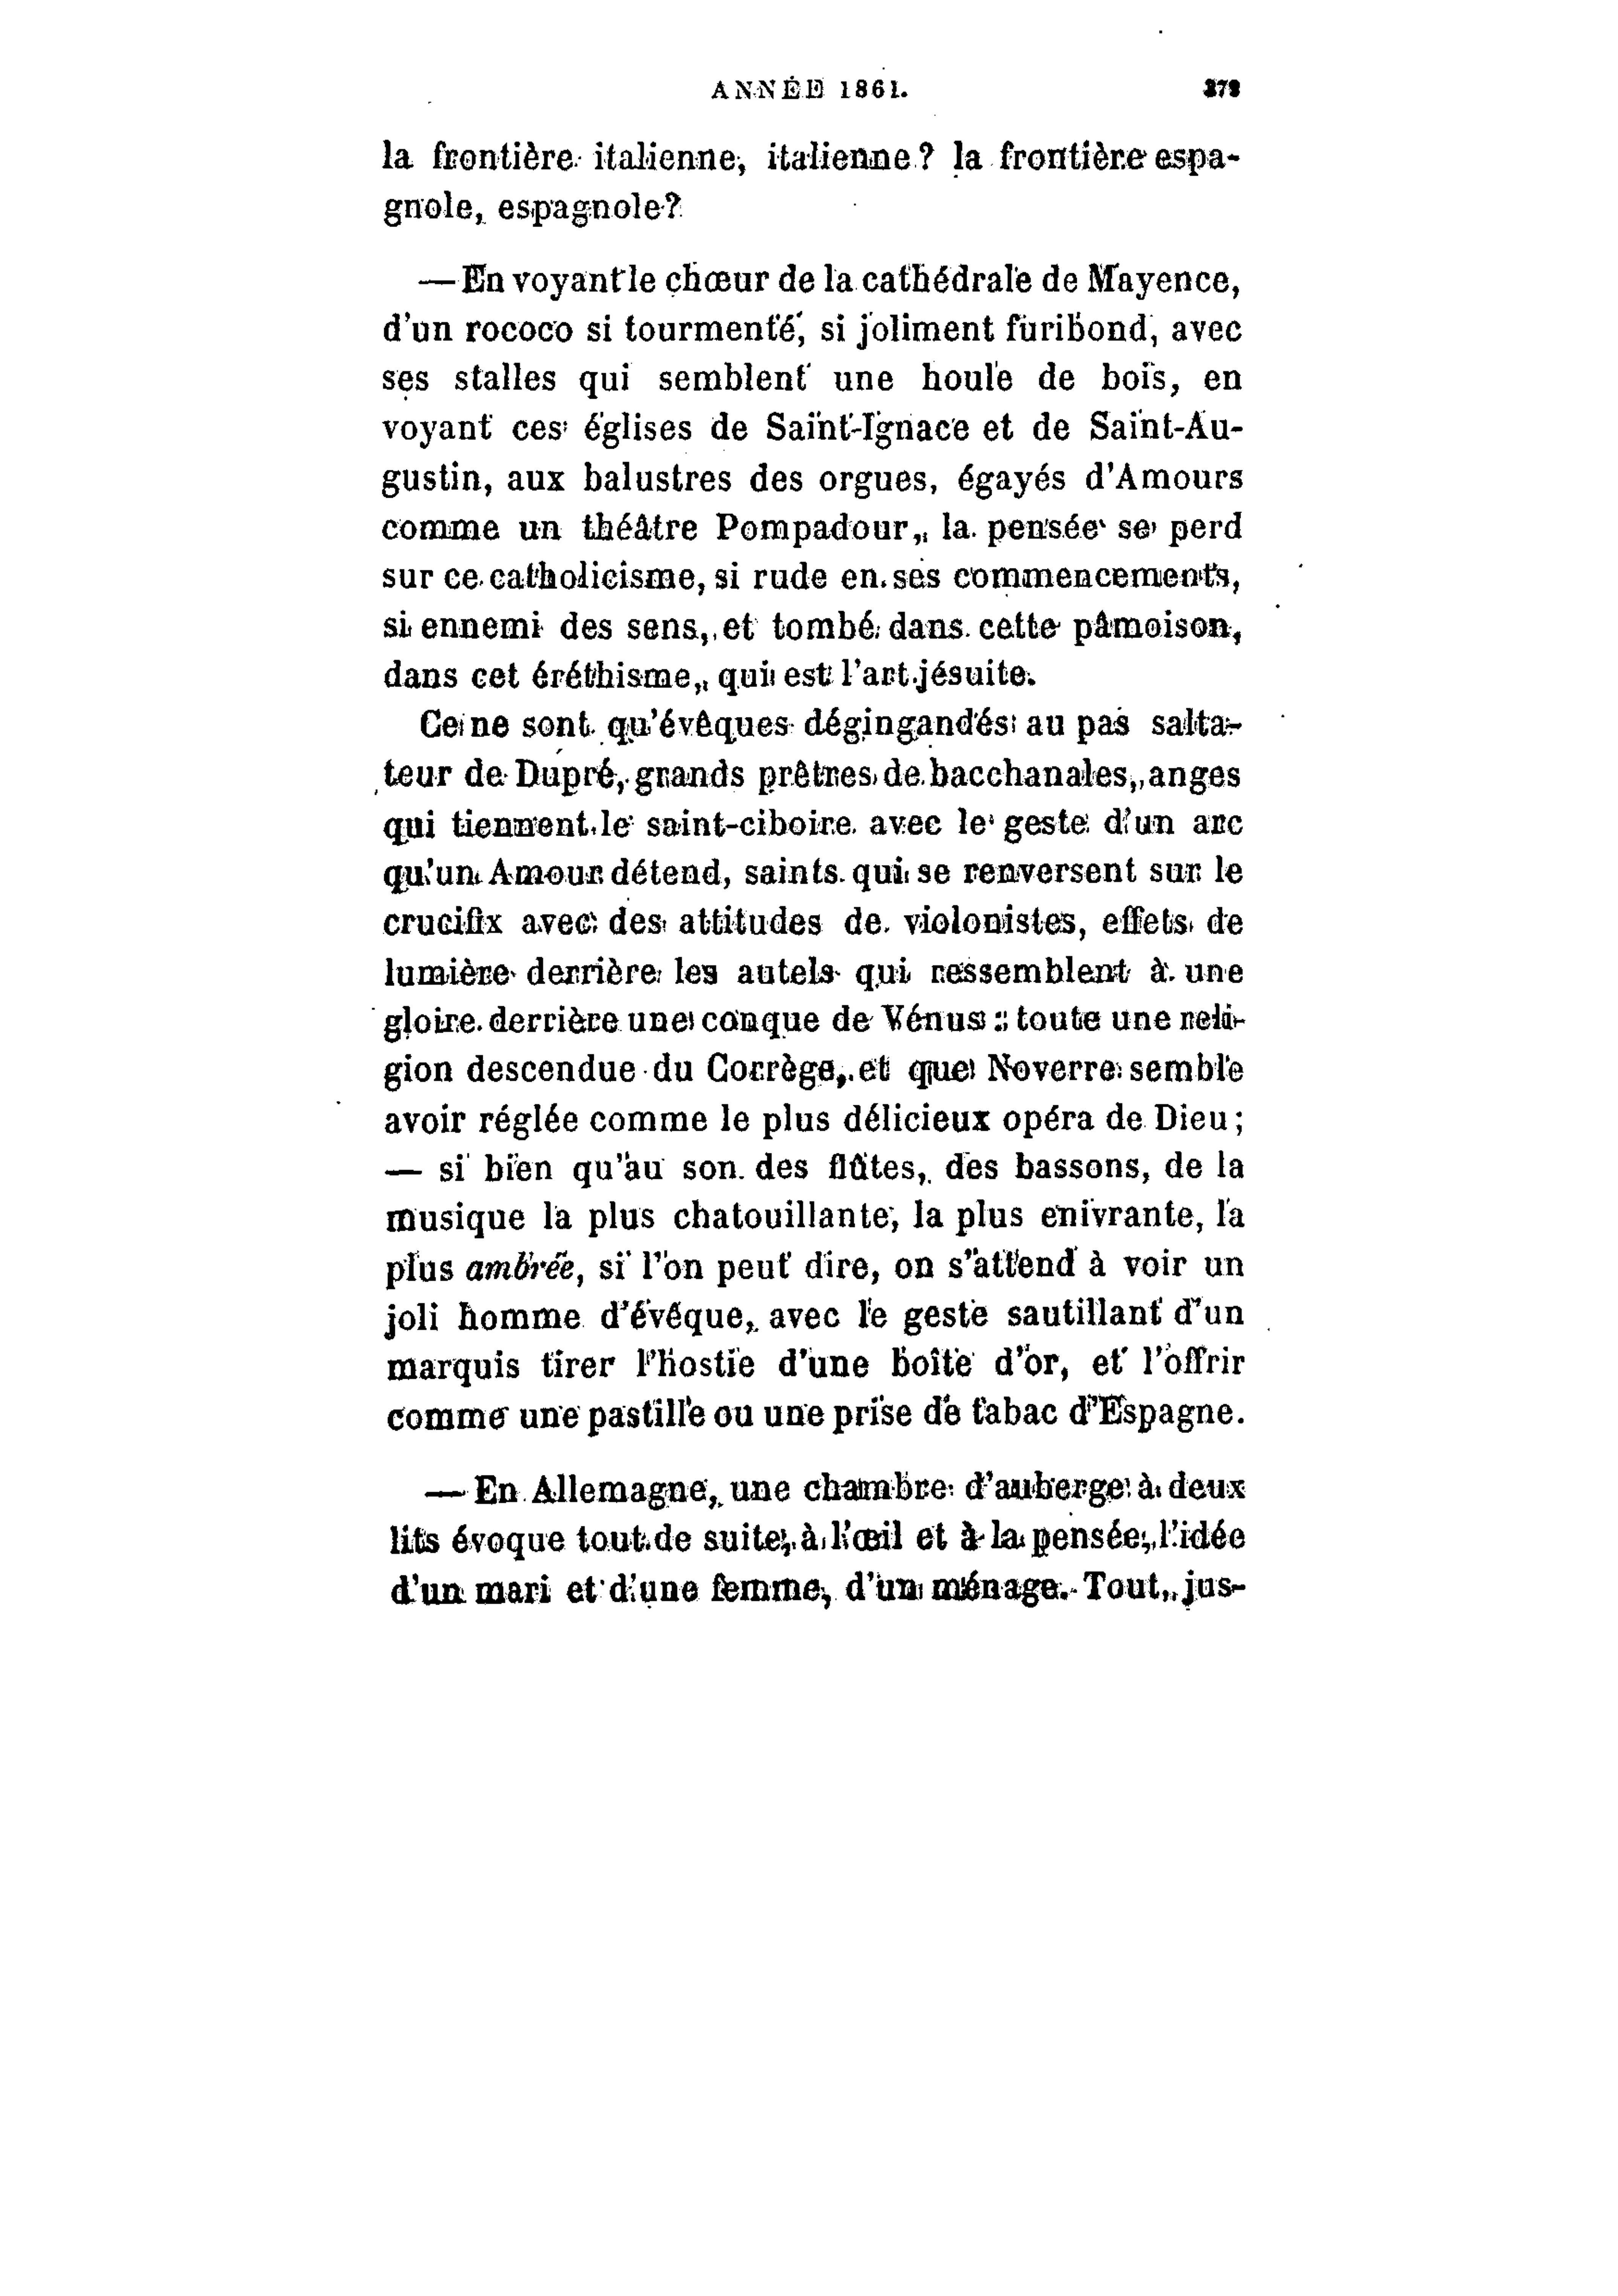 ANNÉE 1861.
la frontière italienne, italienne? la frontière espa-
gnole, espagnole?
— En voyant le chœur de la cathédrale de Mayence,
d'un rococo si tourmenté, si joliment furibond, avec
ses stalles qui semblent une houle de bois, en
voyant ces églises de Saint-Ignace et de Saint-Au-
gustin, aux balustres des orgues, égayés d'Amours
comme un théâtre Pompadour, la pensée se perd
sur ce catholicisme, si rude en ses commencements,
si ennemi des sens, et tombé dans cette pâmoison,
dans cet éréthisme, qui est l'art jésuite.
Ce ne sont qu'évêques dégingandés au pas salta-
teur de Dupré, grands prêtres de bacchanales, anges
qui tiennent le saint-ciboire avec le geste d'un arc
qu'un Amour détend, saints qui se renversent sur le
crucifix avec des attitudes de violonistes, effets de
lumière derrière les autels qui ressemblent à une
gloire derrière une conque de Vénus : toute une reli-
gion descendue du Corrège, et que Noverre semble
avoir réglée comme le plus délicieux opéra de Dieu;
— si bien qu'au son des flûtes, des bassons, de la
musique la plus chatouillante, la plus enivrante, la
plus ambrée, si l'on peut dire, on s'attend à voir un
joli homme d'évêque, avec le geste sautillant d'un
marquis tirer l'hostie d'une boîte d'or, et l'offrir
comme une pastille ou une prise de tabac d'Espagne.
— En Allemagne, une chambre d'auberge à deux
lits évoque tout de suite, à l'œil et à la pensée, l'idée
d'un mari et d'une femme, d'un ménage. Tout, jus-